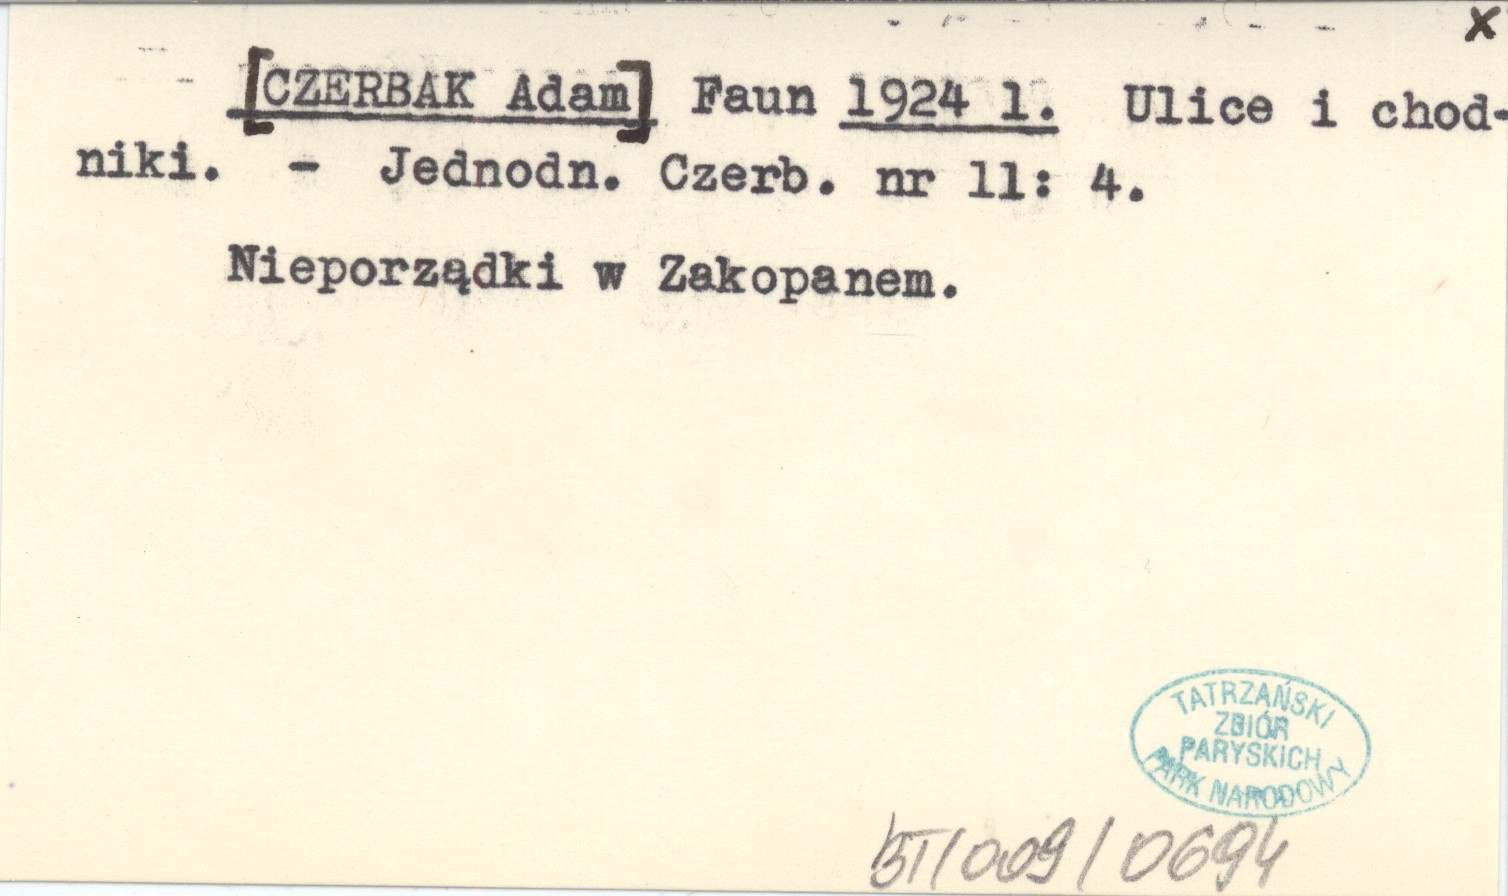 x
[CZERBAK Adam] Faun 1924 l. Ulice i chod-
niki. - Jednodn. Czerb. nr 11: 4.
Nieporządki w Zakopanem.
TATRZAŃSKI
ZBIÓR
PARYSKICH
PARK NARODOWY
/009/0694